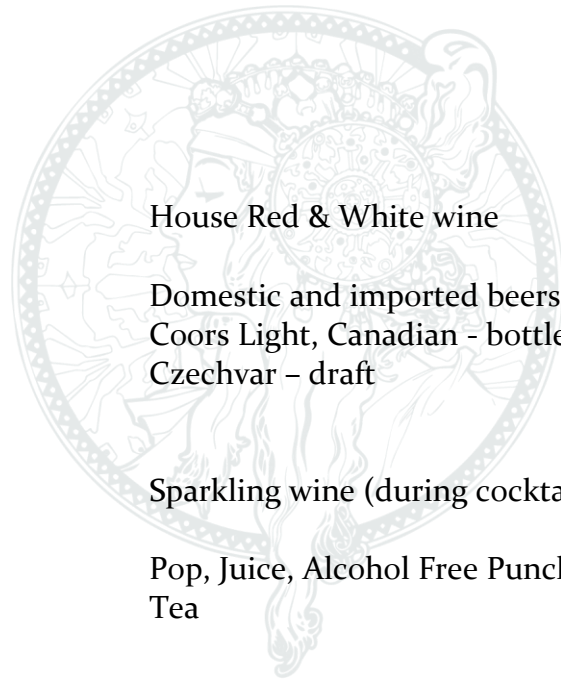 House Red & White wine
Domestic and imported beers
Coors Light, Canadian - bottle
Czechvar – draft
Sparkling wine (during
Pop, Juice, Alcohol Free
Tea